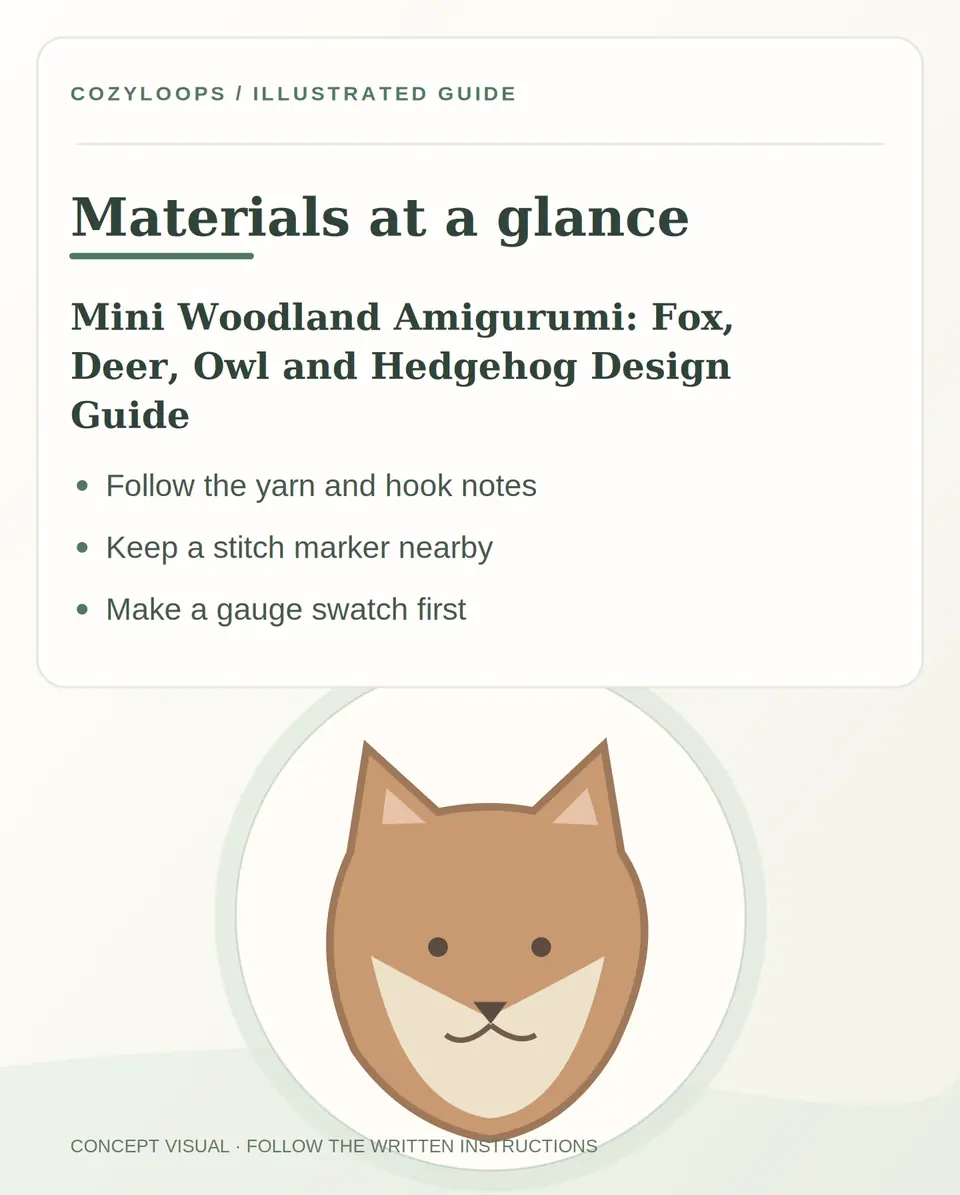 COZYLOOPS / ILLUSTRATED GUIDE
Materials at a glance
Mini Woodland Amigurumi: Fox,
Deer, Owl and Hedgehog Design
Guide
• Follow the yarn and hook notes
• Keep a stitch marker nearby
• Make a gauge swatch first
CONCEPT VISUAL · FOLLOW THE WRITTEN INSTRUCTIONS